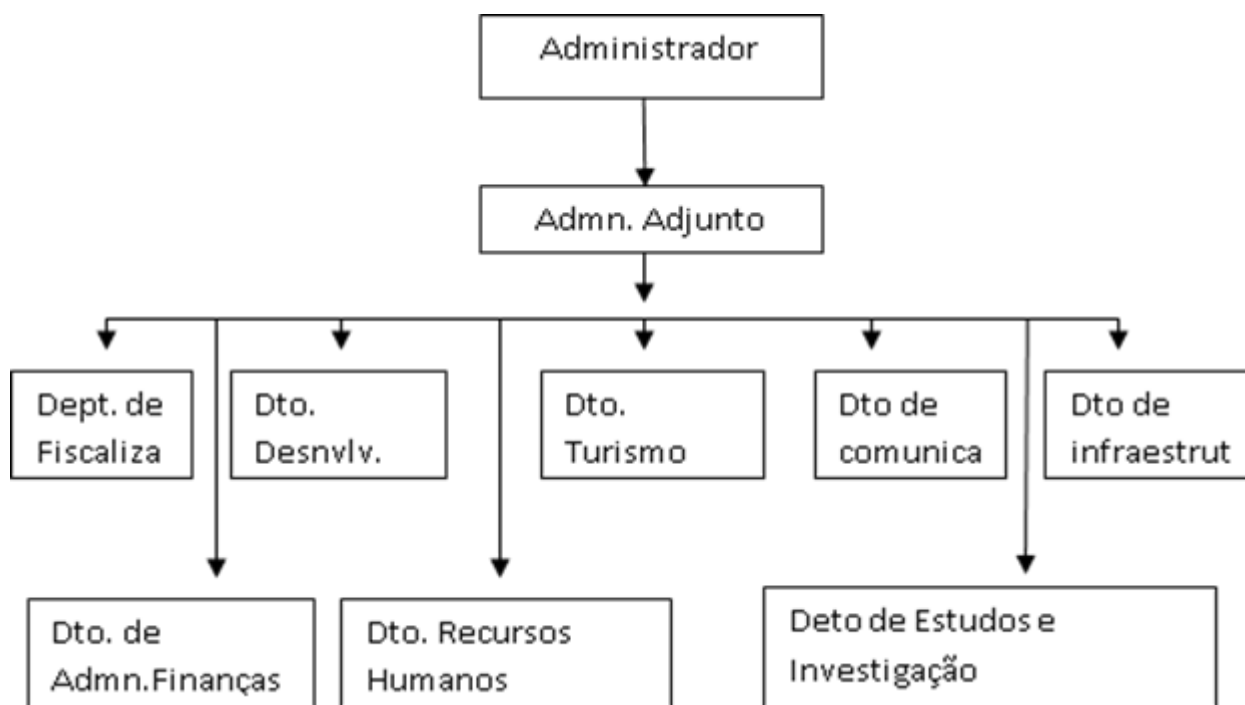 Administrador
Admn. Adjunto
Dept. de
Fiscaliza
Dto.
Desnvlv.
Dto.
Turismo
Dto de
comunica
Dto de
infraestrut
Dto. de
Admn.Finanças
Dto. Recursos
Humanos
Deto de Estudos e
Investigação